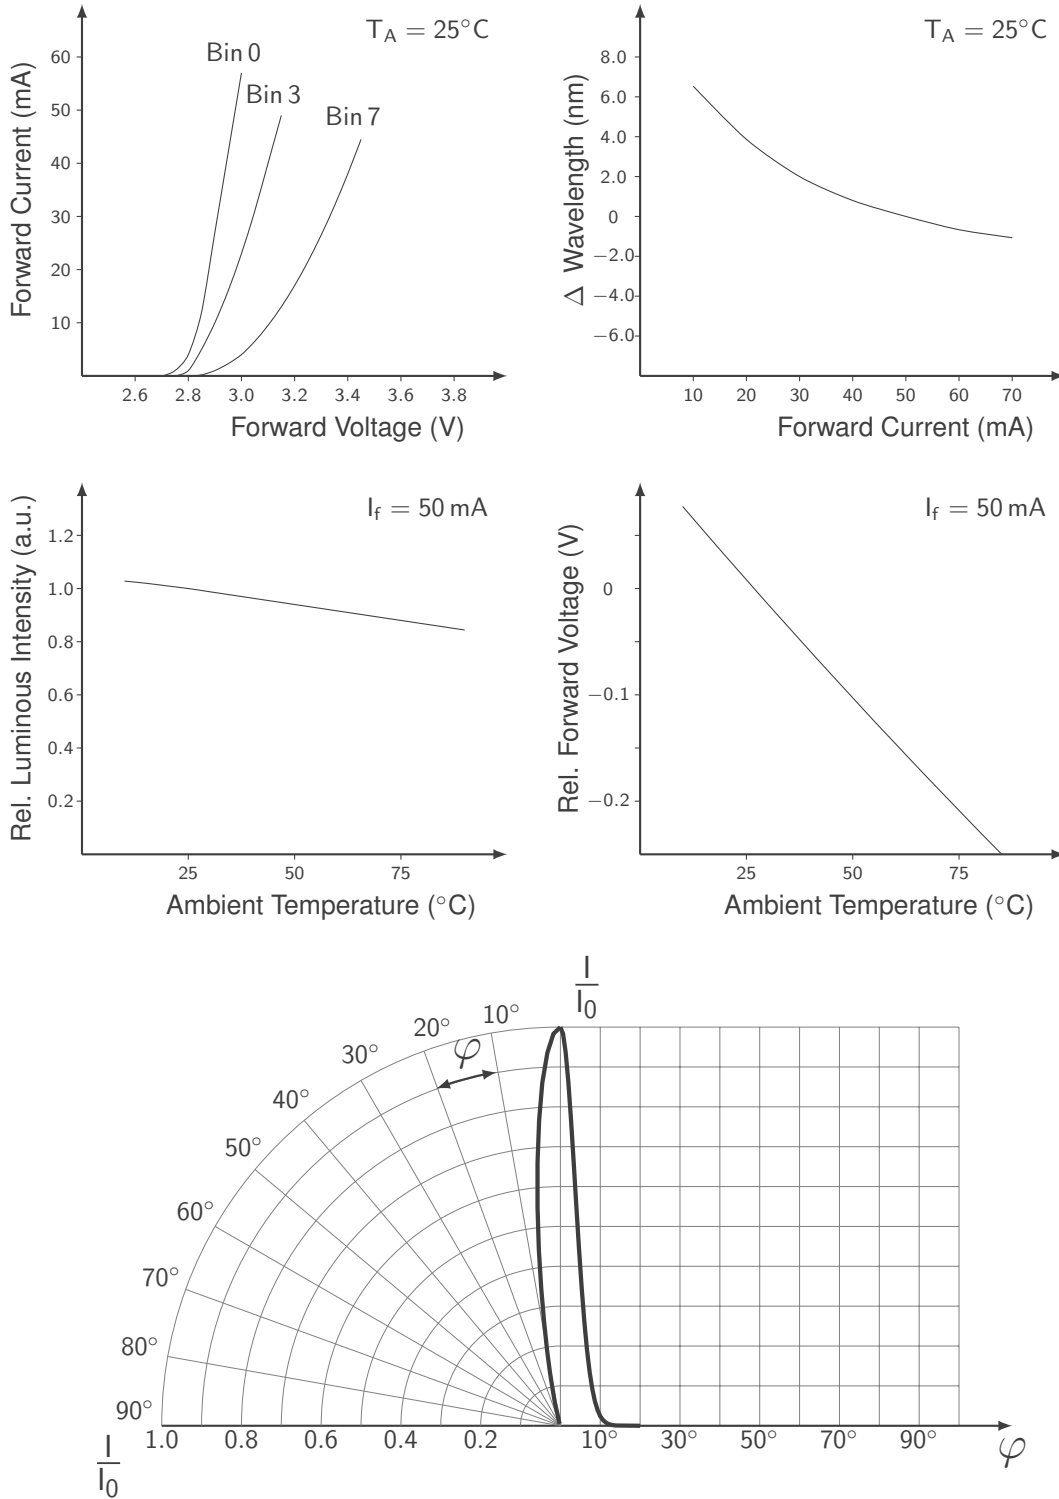 T_A = 25°C
Bin 0
Bin 3
Bin 7
60
50
40
30
20
10
Forward Current (mA)
2.6 2.8 3.0 3.2 3.4 3.6 3.8
Forward Voltage (V)
T_A = 25°C
8.0
6.0
4.0
2.0
0
−2.0
−4.0
−6.0
Δ Wavelength (nm)
10 20 30 40 50 60 70
Forward Current (mA)
I_f = 50 mA
1.2
1.0
0.8
0.6
0.4
0.2
Rel. Luminous Intensity (a.u.)
25 50 75
Ambient Temperature (°C)
I_f = 50 mA
0
−0.1
−0.2
Rel. Forward Voltage (V)
25 50 75
Ambient Temperature (°C)
I
I_0
10°
20°
φ
30°
40°
50°
60°
70°
80°
90°
1.0 0.8 0.6 0.4 0.2 10° 30° 50° 70° 90° φ
I
I_0